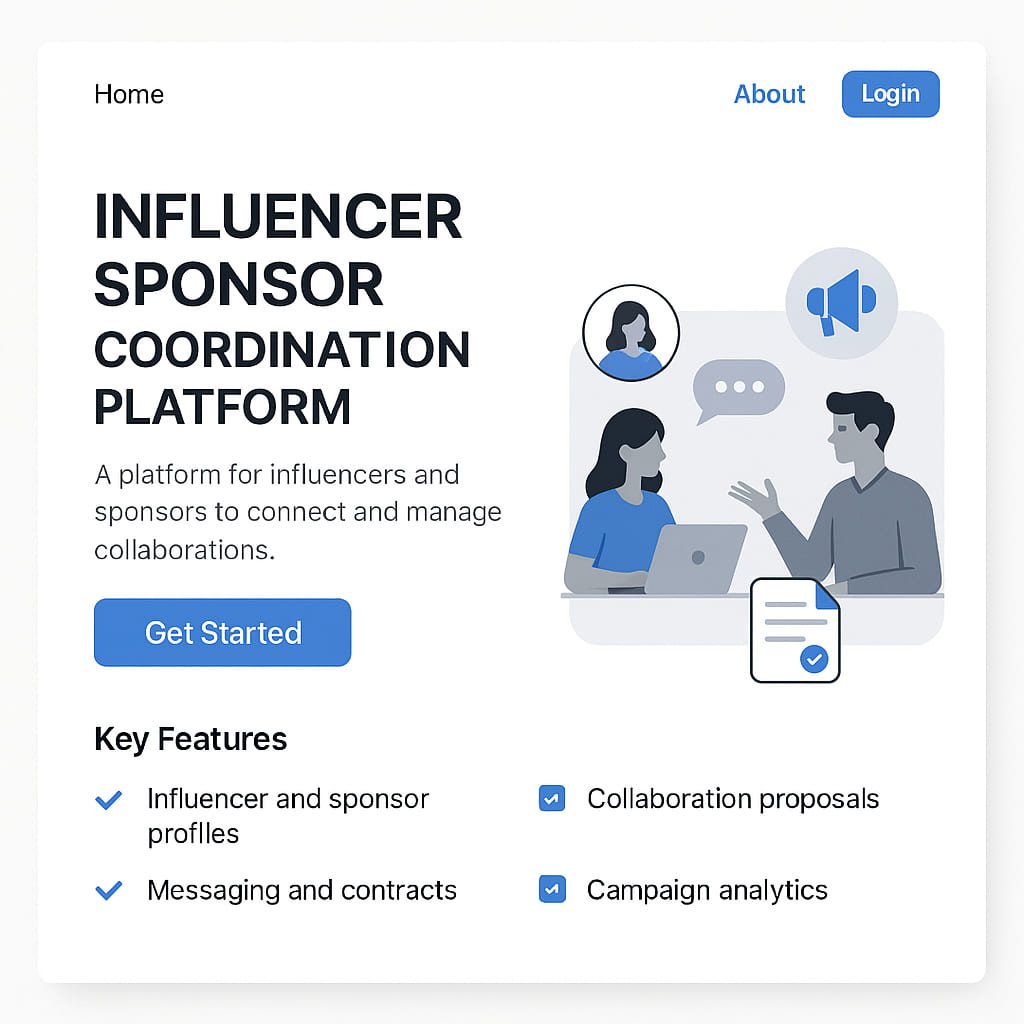 Home
About
Login
INFLUENCER
SPONSOR
COORDINATION
PLATFORM
A platform for influencers and
sponsors to connect and manage
collaborations.
Get Started
Key Features
Influencer and sponsor
proflles
Collaboration proposals
Messaging and contracts
Campaign analytics